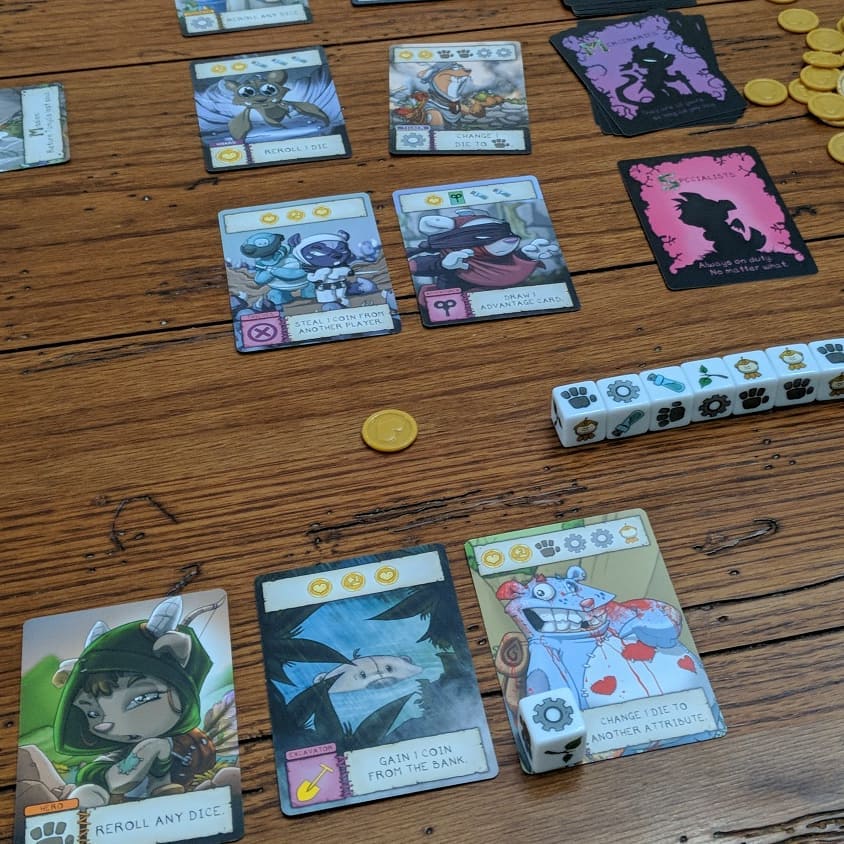 REROLL ANY DICE
MERCENARIES
REROLL 1 DIE
CHANGE 1
DIE TO
SPECIALISTS
Always on duty.
No matter what.
STEAL 1 COIN FROM
ANOTHER PLAYER.
DRAW 1
ADVANTAGE CARD.
CHANGE 1 DIE TO
ANOTHER ATTRIBUTE.
EXCAVATOR
GAIN 1 COIN
FROM THE BANK.
HERO
REROLL ANY DICE.